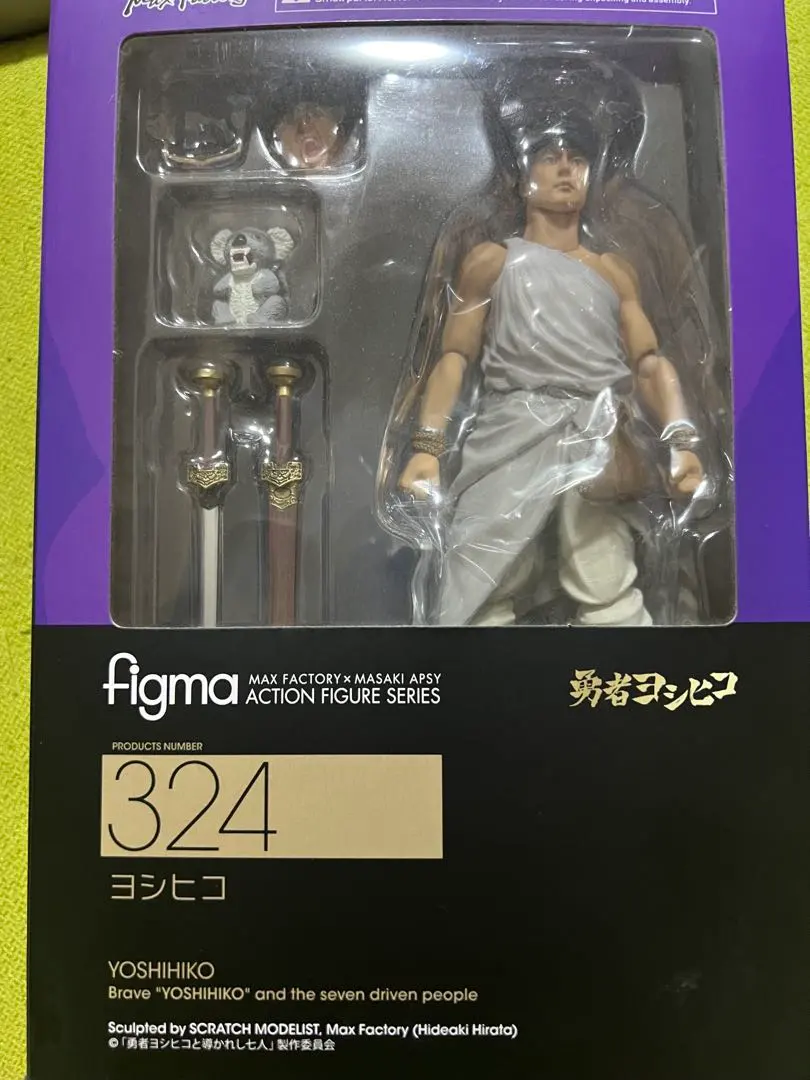 Max Factory
figma
MAX FACTORY×MASAKI APSY
ACTION FIGURE SERIES
勇者ヨシヒコ
PRODUCTS NUMBER
324
ヨシヒコ
YOSHIHIKO
Brave "YOSHIHIKO" and the seven driven people
Sculpted by SCRATCH MODELIST, Max Factory (Hideaki Hirata)
©「勇者ヨシヒコと導かれし七人」製作委員会